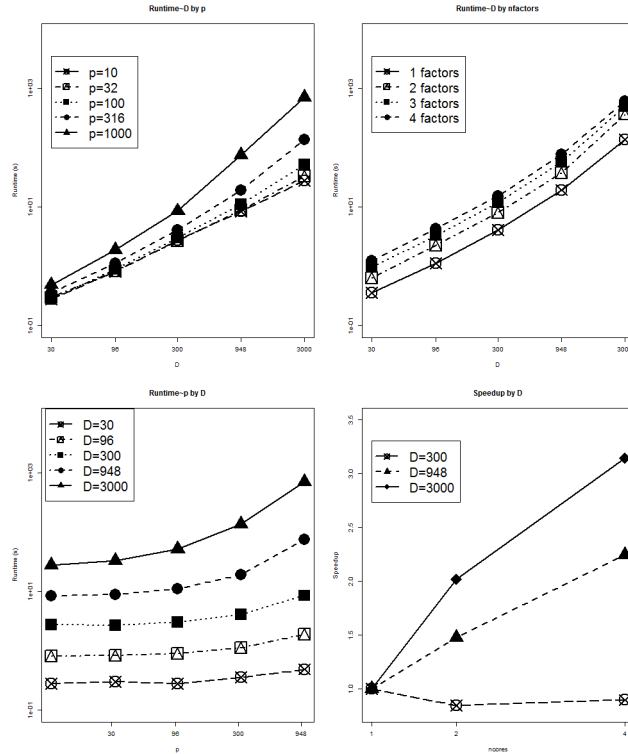 Runtime~D by p
Runtime (s)
1e+03
1e+01
1e-01
p=10
p=32
p=100
p=316
p=1000
30 96 300 948 3000
D
Runtime~D by nfactors
Runtime (s)
1e+03
1e+01
1e-01
1 factors
2 factors
3 factors
4 factors
30 96 300 948 3000
D
Runtime~p by D
Runtime (s)
1e+03
1e+01
1e-01
D=30
D=96
D=300
D=948
D=3000
30 96 300 948
p
Speedup by D
Speedup
3.5
3.0
2.5
2.0
1.5
1.0
D=300
D=948
D=3000
1 2 4
ncores